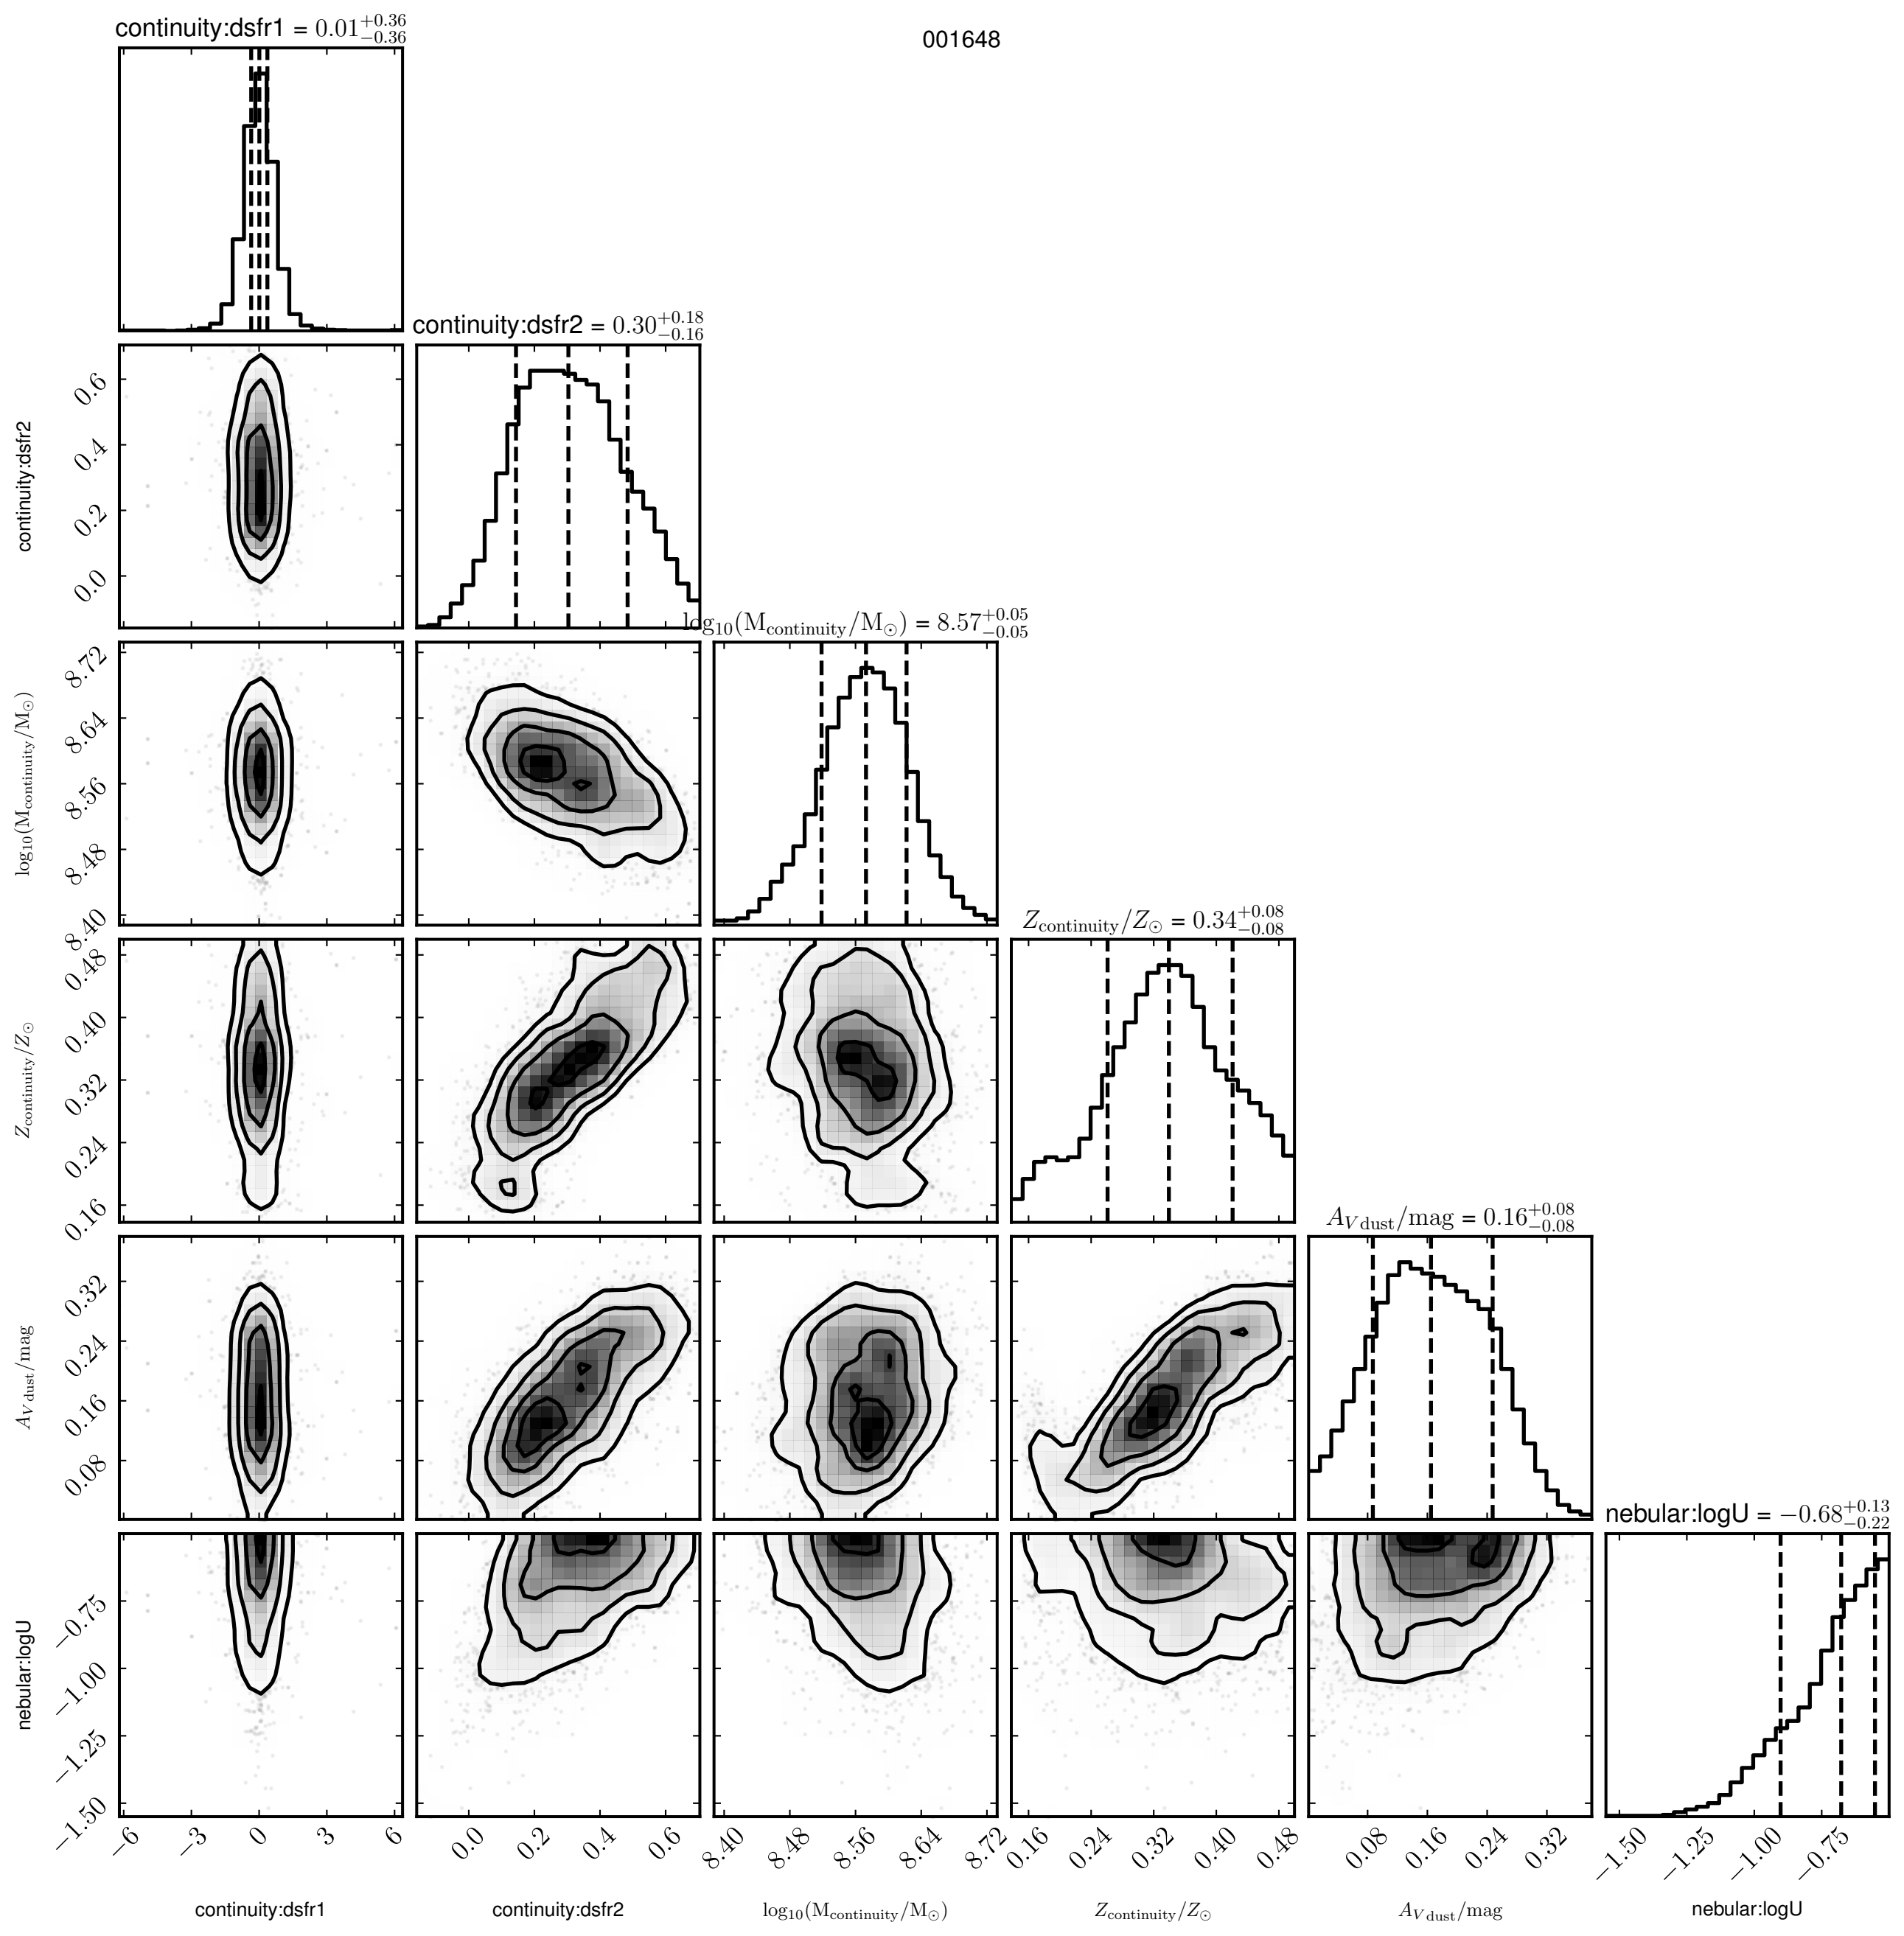 continuity:dsfr1 = 0.01+0.36−0.36
001648
continuity:dsfr2 = 0.30+0.18−0.16
continuity:dsfr2
0.6
0.4
0.2
0.0
log10(Mcontinuity/M⊙) = 8.57+0.05−0.05
log10(Mcontinuity/M⊙)
8.72
8.64
8.56
8.48
8.40
Zcontinuity/Z⊙ = 0.34+0.08−0.08
Zcontinuity/Z⊙
0.48
0.40
0.32
0.24
0.16
AV dust/mag = 0.16+0.08−0.08
AV dust/mag
0.32
0.24
0.16
0.08
nebular:logU = −0.68+0.13−0.22
nebular:logU
−0.75
−1.00
−1.25
−1.50
−6 −3 0 3 6 0.0 0.2 0.4 0.6 8.40 8.48 8.56 8.64 8.72 0.16 0.24 0.32 0.40 0.48 0.08 0.16 0.24 0.32 −1.50 −1.25 −1.00 −0.75
continuity:dsfr1 continuity:dsfr2 log10(Mcontinuity/M⊙) Zcontinuity/Z⊙ AV dust/mag nebular:logU